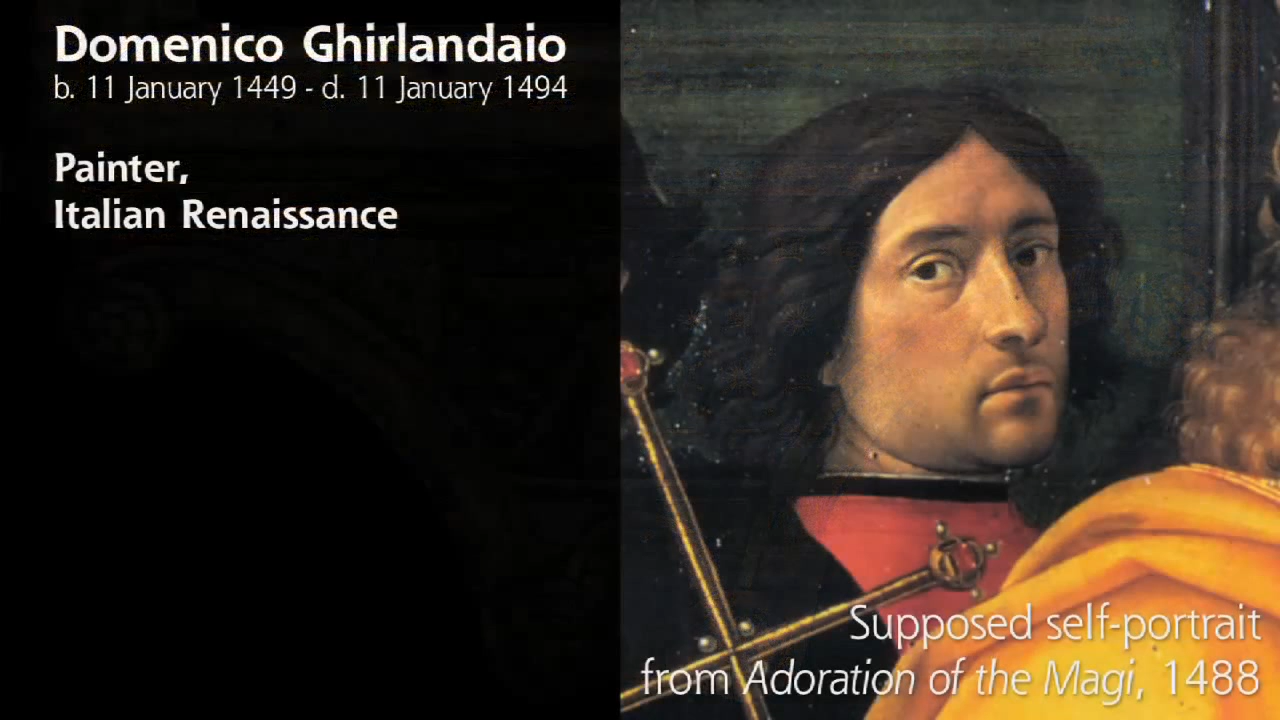 Domenico Ghirlandaio
b. 11 January 1449 - d. 11 January 1494
Painter,
Italian Renaissance
Supposed self-portrait
from Adoration of the Magi, 1488